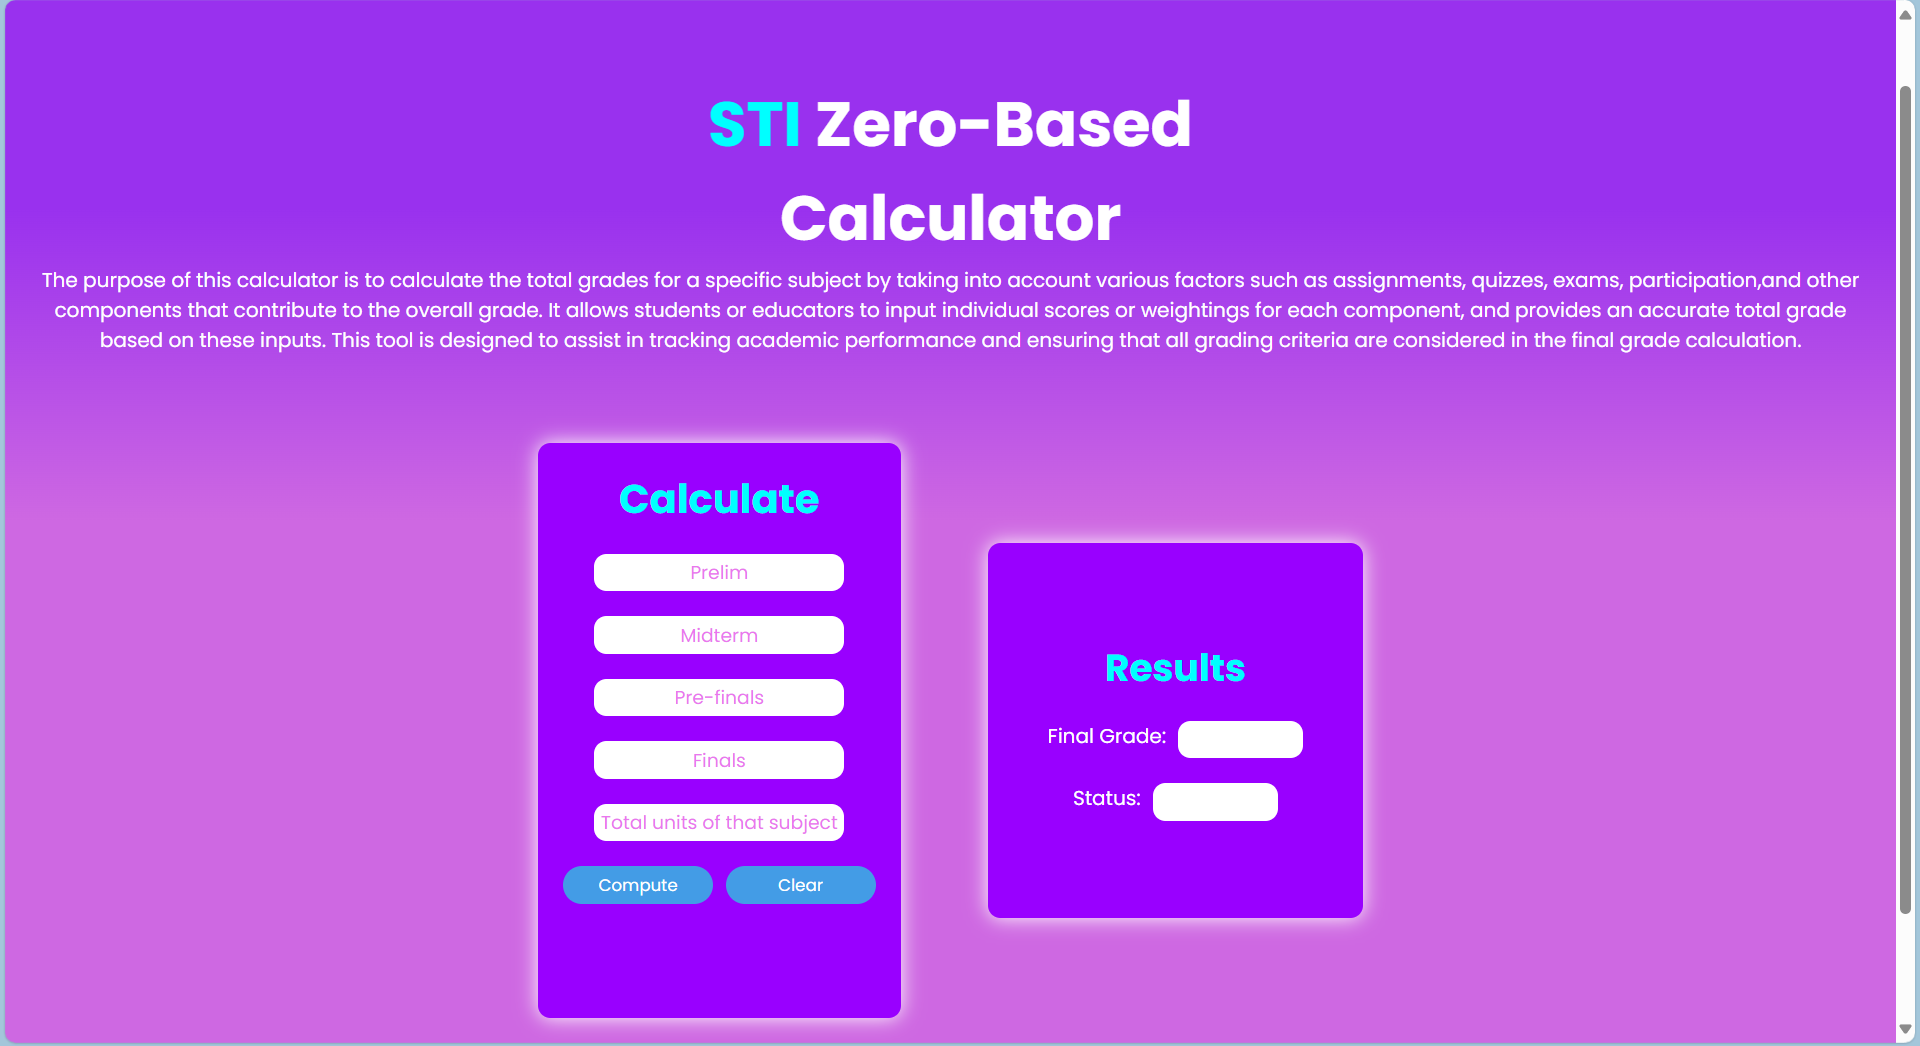 STI Zero-Based
Calculator
The purpose of this calculator is to calculate the total grades for a specific subject by taking into account various factors such as assignments, quizzes, exams, participation,and other
components that contribute to the overall grade. It allows students or educators to input individual scores or weightings for each component, and provides an accurate total grade
based on these inputs. This tool is designed to assist in tracking academic performance and ensuring that all grading criteria are considered in the final grade calculation.
Calculate
Prelim
Midterm
Pre-finals
Finals
Total units of that subject
Compute
Clear
Results
Final Grade:
Status: